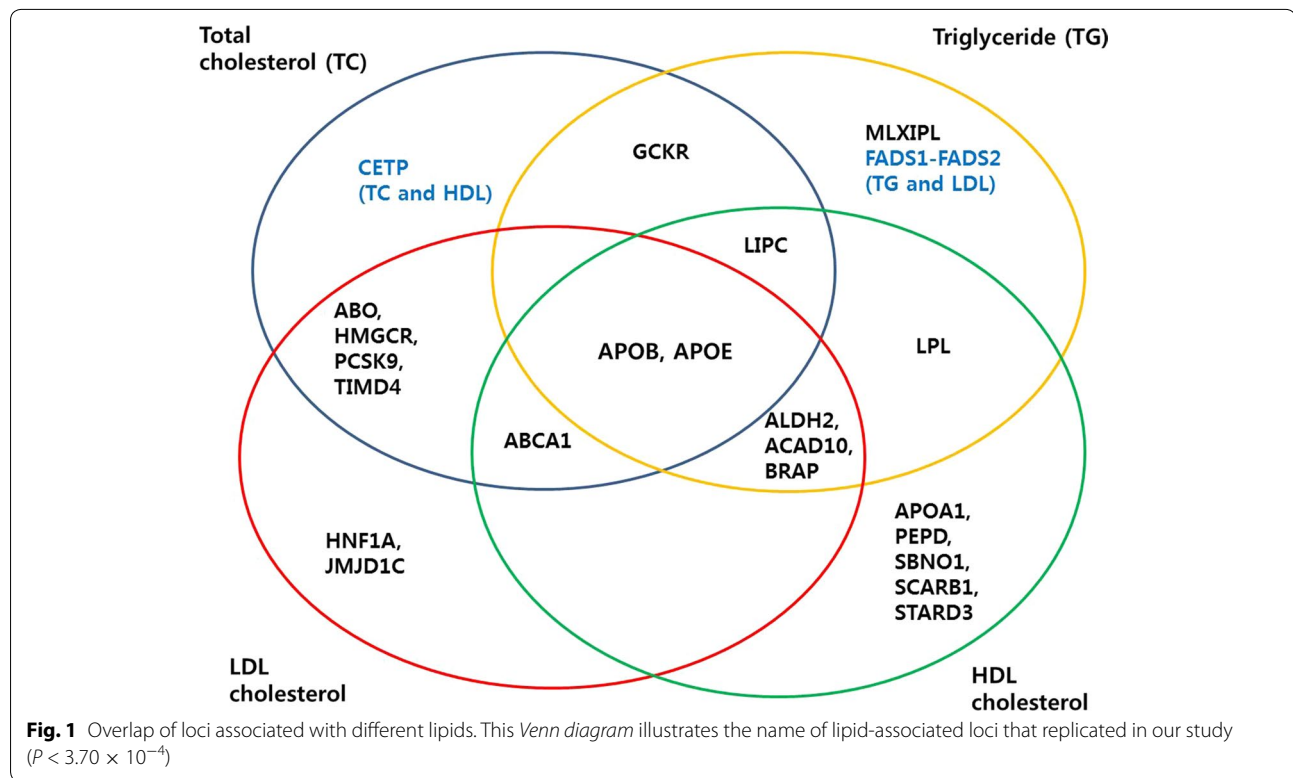 Total
cholesterol (TC)
Triglyceride (TG)
GCKR
MLXIPL
FADS1-FADS2
(TG and LDL)
CETP
(TC and HDL)
LIPC
ABO,
HMGCR,
PCSK9,
TIMD4
APOB, APOE
LPL
ABCA1
ALDH2,
ACAD10,
BRAP
HNF1A,
JMJD1C
APOA1,
PEPD,
SBNO1,
SCARB1,
STARD3
LDL
cholesterol
HDL
cholesterol
Fig. 1 Overlap of loci associated with different lipids. This Venn diagram illustrates the name of lipid-associated loci that replicated in our study
(P < 3.70 × 10⁻⁴)